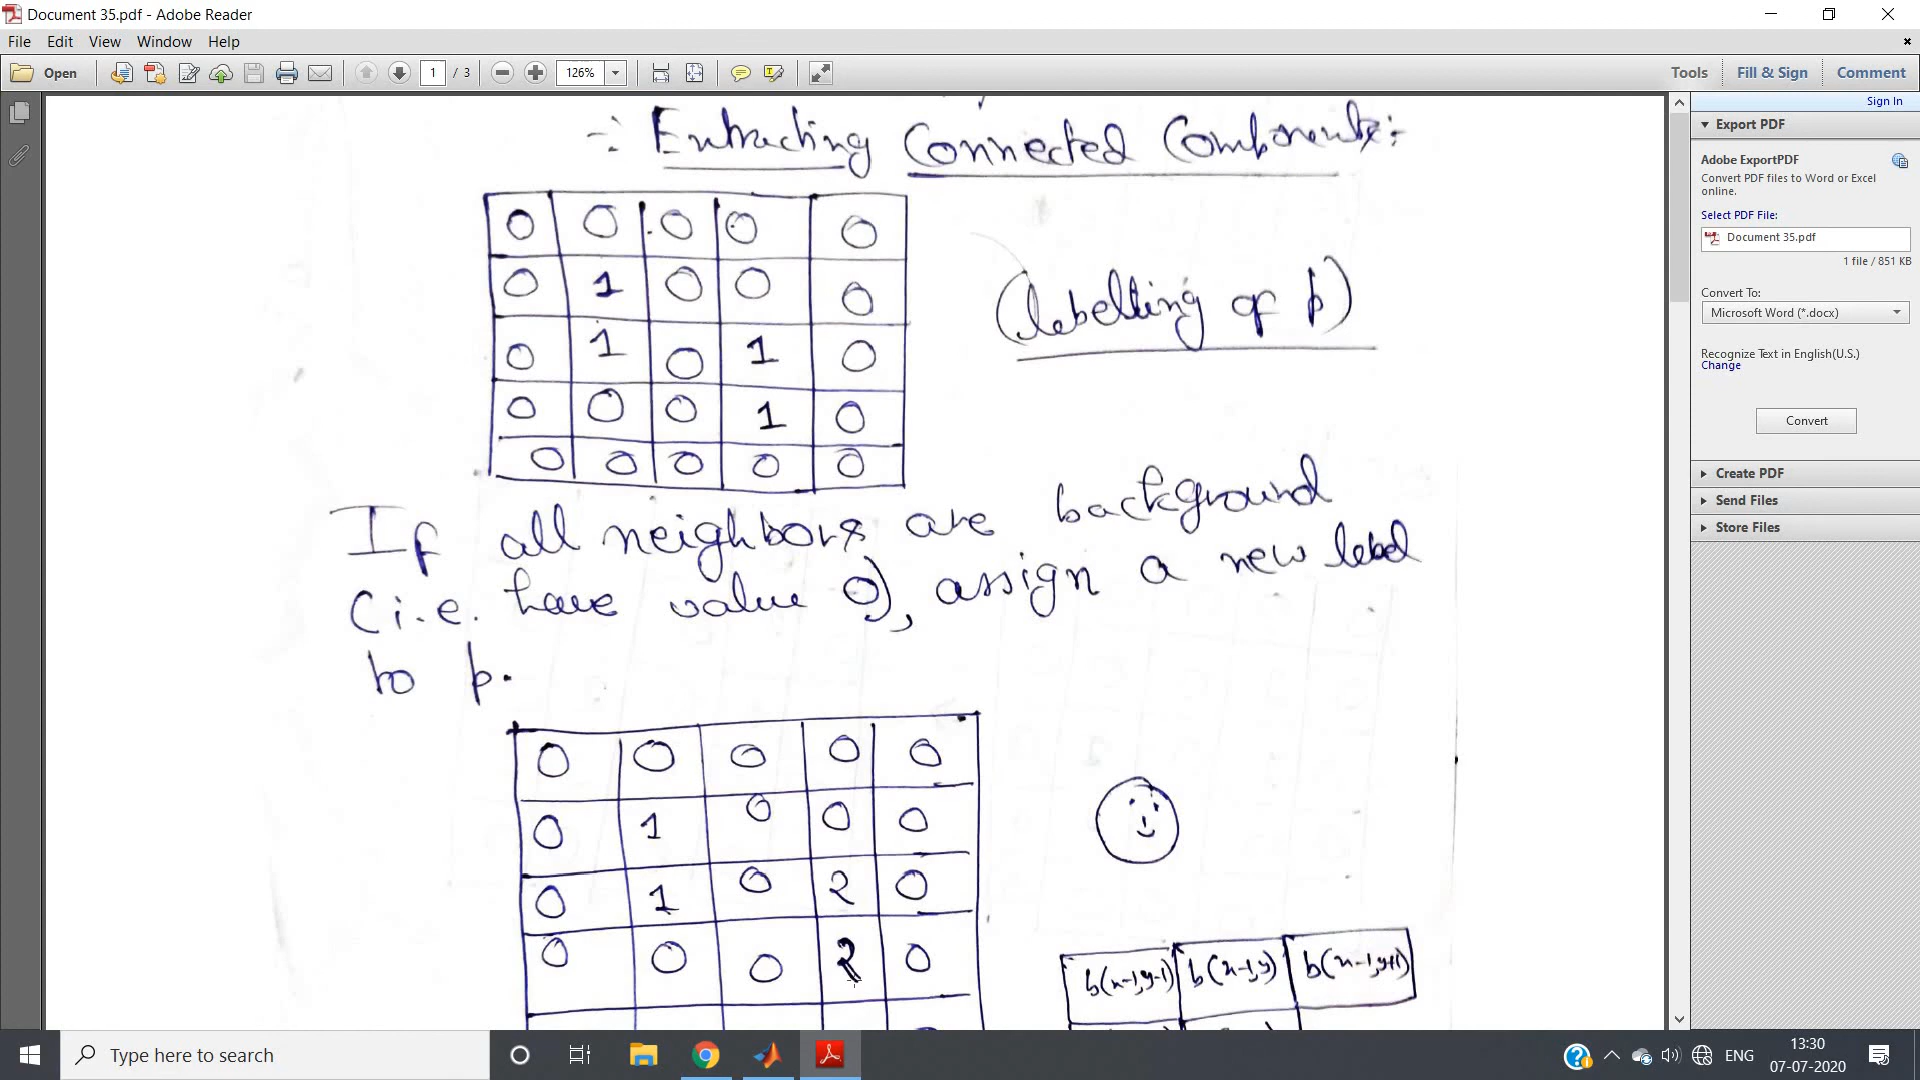 Document 35.pdf - Adobe Reader
File Edit View Window Help
Open 1 / 3 126% Tools Fill & Sign Comment
Sign In
Export PDF
Adobe ExportPDF
Convert PDF files to Word or Excel
online.
Select PDF File:
Document 35.pdf
1 file / 851 KB
Convert To:
Microsoft Word (*.docx)
Recognize Text in English(U.S.)
Change
Convert
Create PDF
Send Files
Store Files
-: Extracting Connected Components:-
0 0 0 0 0
0 1 0 0 0
0 1 0 1 0
0 0 0 1 0
0 0 0 0 0
(labelling of p)
If all neighbors are background
(i.e. have value 0), assign a new label
to p.
0 0 0 0 0
0 1 0 0 0
0 1 0 2 0
0 0 0 2 0
b(x-1,y-1) b(x-1,y) b(x-1,y+1)
Type here to search
ENG
13:30
07-07-2020